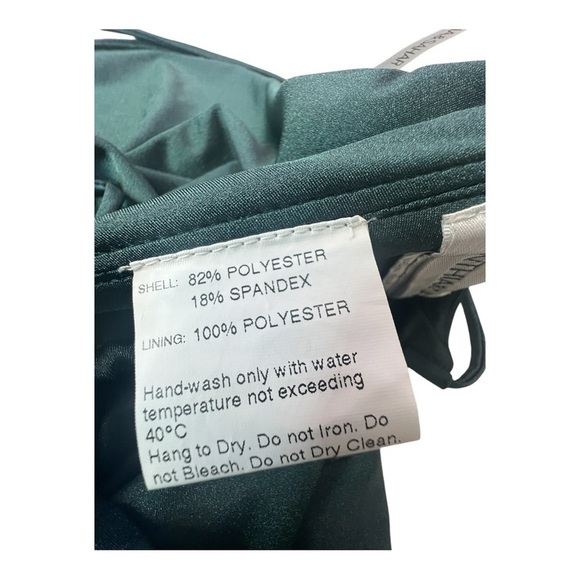 SHELL: 82% POLYESTER
18% SPANDEX
LINING: 100% POLYESTER
Hand-wash only with water
temperature not exceeding
40°C
Hang to Dry. Do not Iron. Do
not Bleach. Do not Dry Clean.